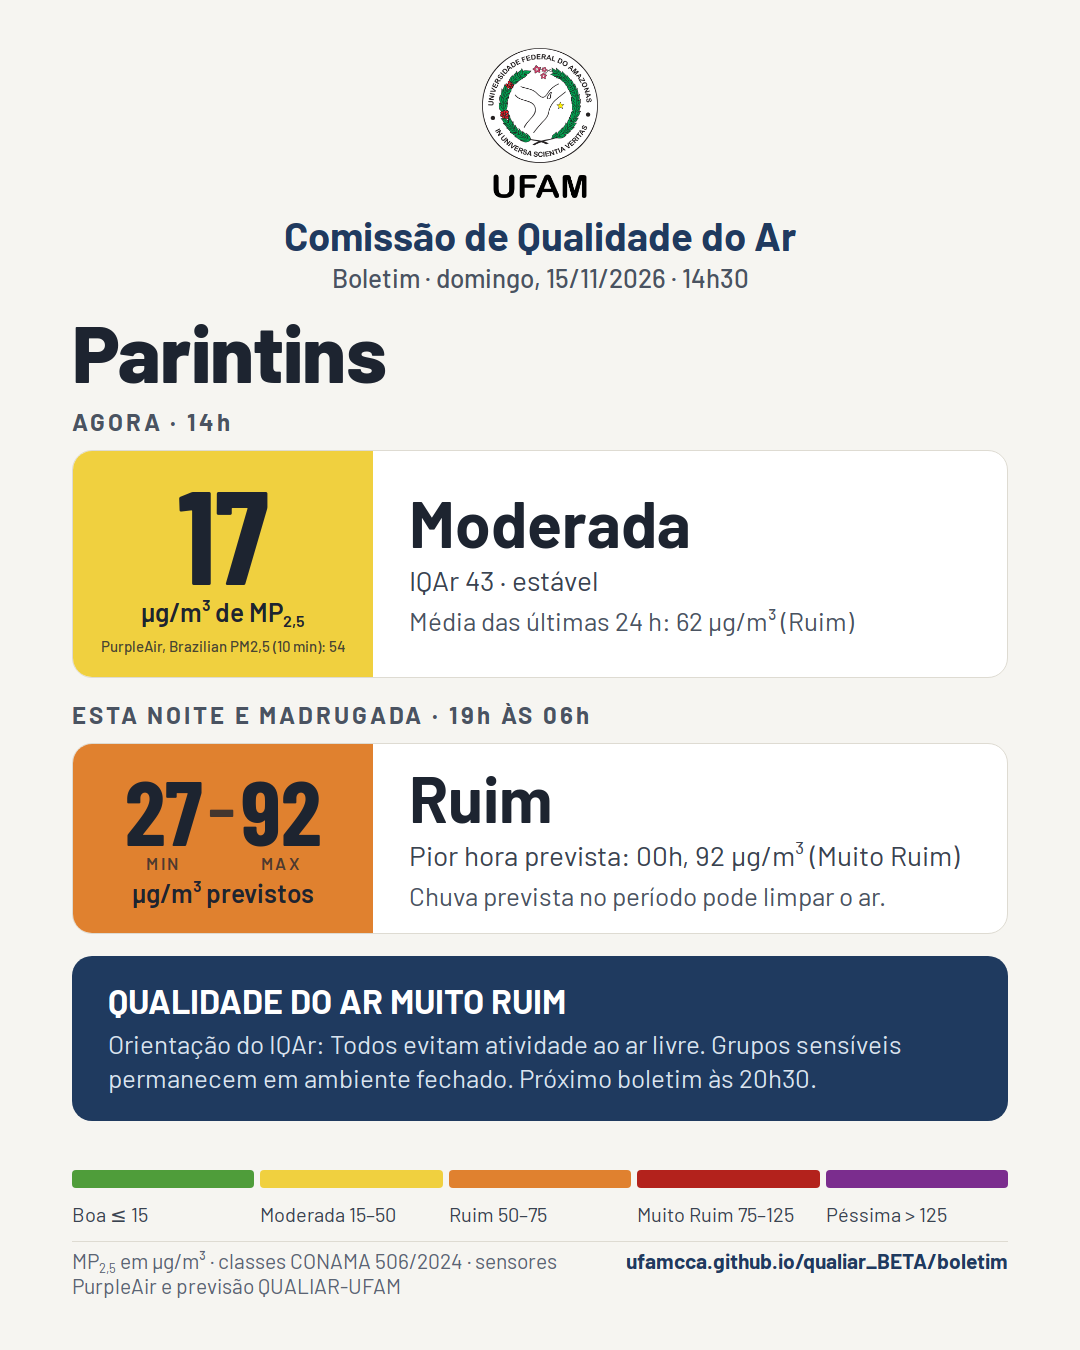 UNIVERSIDADE FEDERAL DO AMAZONAS
IN UNIVERSA SCIENTIA VERITAS
UFAM
Comissão de Qualidade do Ar
Boletim · domingo, 15/11/2026 · 14h30
Parintins
AGORA · 14h
17
µg/m³ de MP₂,₅
PurpleAir, Brazilian PM2,5 (10 min): 54
Moderada
IQAr 43 · estável
Média das últimas 24 h: 62 µg/m³ (Ruim)
ESTA NOITE E MADRUGADA · 19h ÀS 06h
27–92
MIN MAX
µg/m³ previstos
Ruim
Pior hora prevista: 00h, 92 µg/m³ (Muito Ruim)
Chuva prevista no período pode limpar o ar.
QUALIDADE DO AR MUITO RUIM
Orientação do IQAr: Todos evitam atividade ao ar livre. Grupos sensíveis
permanecem em ambiente fechado. Próximo boletim às 20h30.
Boa ≤ 15 Moderada 15–50 Ruim 50–75 Muito Ruim 75–125 Péssima > 125
MP₂,₅ em µg/m³ · classes CONAMA 506/2024 · sensores
PurpleAir e previsão QUALIAR-UFAM
ufamcca.github.io/qualiar_BETA/boletim